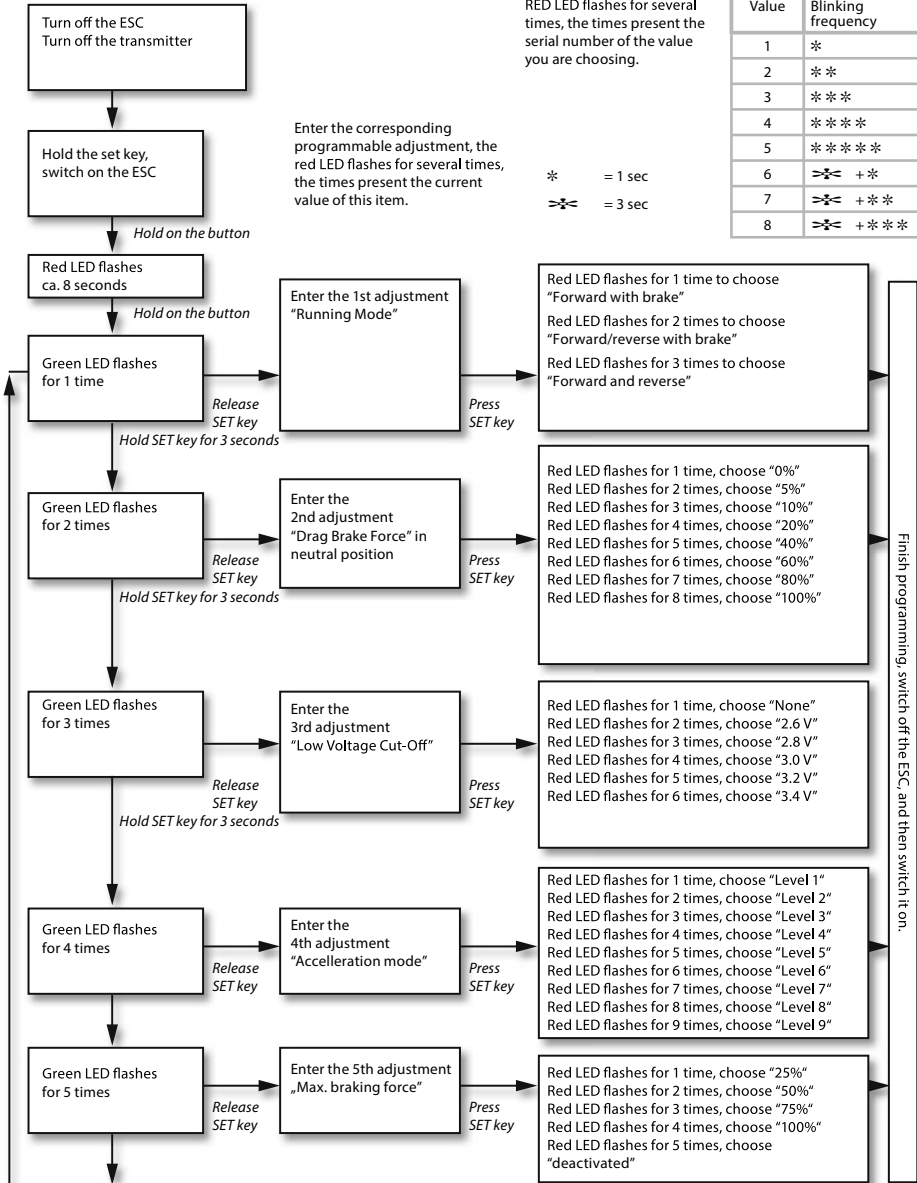 Turn off the ESC
Turn off the transmitter
RED LED flashes for several
times, the times present the
serial number of the value
you are choosing.
Value Blinking
frequency
1 *
2 **
3 ***
4 ****
5 *****
6 + *
7 + **
8 + ***
Hold the set key,
switch on the ESC
Enter the corresponding
programmable adjustment, the
red LED flashes for several times,
the times present the current
value of this item.
* = 1 sec
= 3 sec
Hold on the button
Red LED flashes
ca. 8 seconds
Hold on the button
Green LED flashes
for 1 time
Release
SET key
Hold SET key for 3 seconds
Enter the 1st adjustment
“Running Mode”
Press
SET key
Red LED flashes for 1 time to choose
“Forward with brake”
Red LED flashes for 2 times to choose
“Forward/reverse with brake”
Red LED flashes for 3 times to choose
“Forward and reverse”
Green LED flashes
for 2 times
Release
SET key
Hold SET key for 3 seconds
Enter the
2nd adjustment
“Drag Brake Force” in
neutral position
Press
SET key
Red LED flashes for 1 time, choose “0%”
Red LED flashes for 2 times, choose “5%”
Red LED flashes for 3 times, choose “10%”
Red LED flashes for 4 times, choose “20%”
Red LED flashes for 5 times, choose “40%”
Red LED flashes for 6 times, choose “60%”
Red LED flashes for 7 times, choose “80%”
Red LED flashes for 8 times, choose “100%”
Green LED flashes
for 3 times
Release
SET key
Hold SET key for 3 seconds
Enter the
3rd adjustment
“Low Voltage Cut-Off”
Press
SET key
Red LED flashes for 1 time, choose “None”
Red LED flashes for 2 times, choose “2.6 V”
Red LED flashes for 3 times, choose “2.8 V”
Red LED flashes for 4 times, choose “3.0 V”
Red LED flashes for 5 times, choose “3.2 V”
Red LED flashes for 6 times, choose “3.4 V”
Green LED flashes
for 4 times
Release
SET key
Enter the
4th adjustment
“Accelleration mode”
Press
SET key
Red LED flashes for 1 time, choose “Level 1“
Red LED flashes for 2 times, choose “Level 2“
Red LED flashes for 3 times, choose “Level 3“
Red LED flashes for 4 times, choose “Level 4“
Red LED flashes for 5 times, choose “Level 5“
Red LED flashes for 6 times, choose “Level 6“
Red LED flashes for 7 times, choose “Level 7“
Red LED flashes for 8 times, choose “Level 8“
Red LED flashes for 9 times, choose “Level 9“
Green LED flashes
for 5 times
Release
SET key
Enter the 5th adjustment
„Max. braking force”
Press
SET key
Red LED flashes for 1 time, choose “25%“
Red LED flashes for 2 times, choose “50%“
Red LED flashes for 3 times, choose “75%“
Red LED flashes for 4 times, choose “100%“
Red LED flashes for 5 times, choose
“deactivated”
Finish programming, switch off the ESC, and then switch it on.